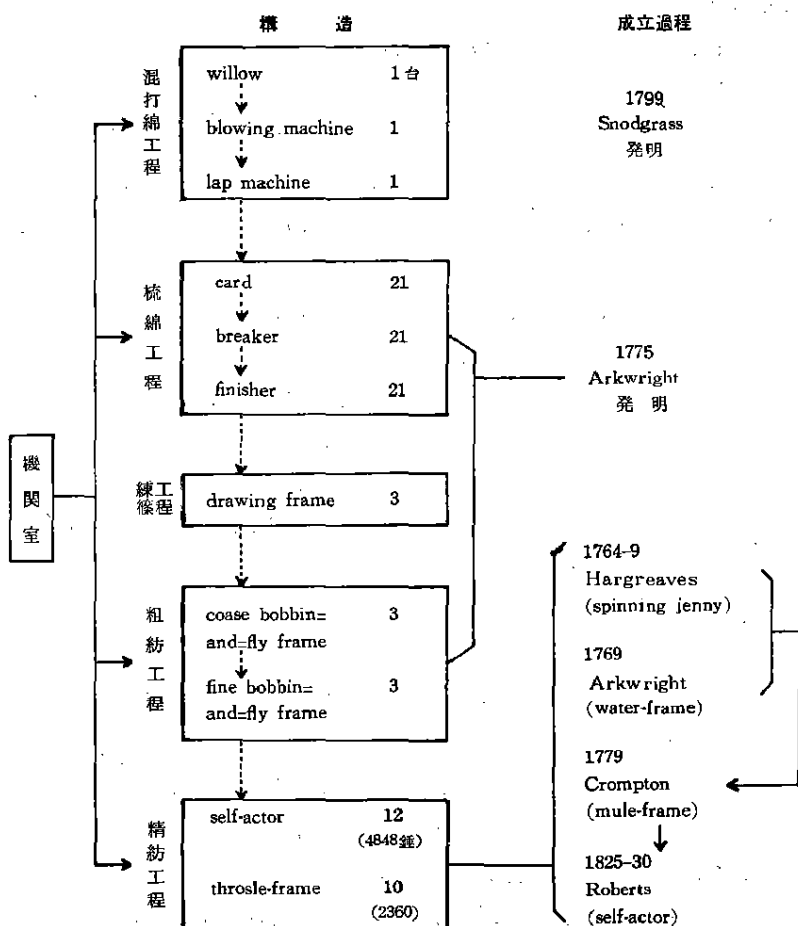 構造
成立過程
機関室
混打綿工程
willow 1台
blowing machine 1
lap machine 1
1799
Snodgrass
発明
梳綿工程
card 21
breaker 21
finisher 21
1775
Arkwright
発明
練篠工程
drawing frame 3
粗紡工程
coase bobbin=
and=fly frame 3
fine bobbin=
and=fly frame 3
精紡工程
self-actor 12
(4848錘)
throsle-frame 10
(2360)
1764-9
Hargreaves
(spinning jenny)
1769
Arkwright
(water-frame)
1779
Crompton
(mule-frame)
1825-30
Roberts
(self-actor)